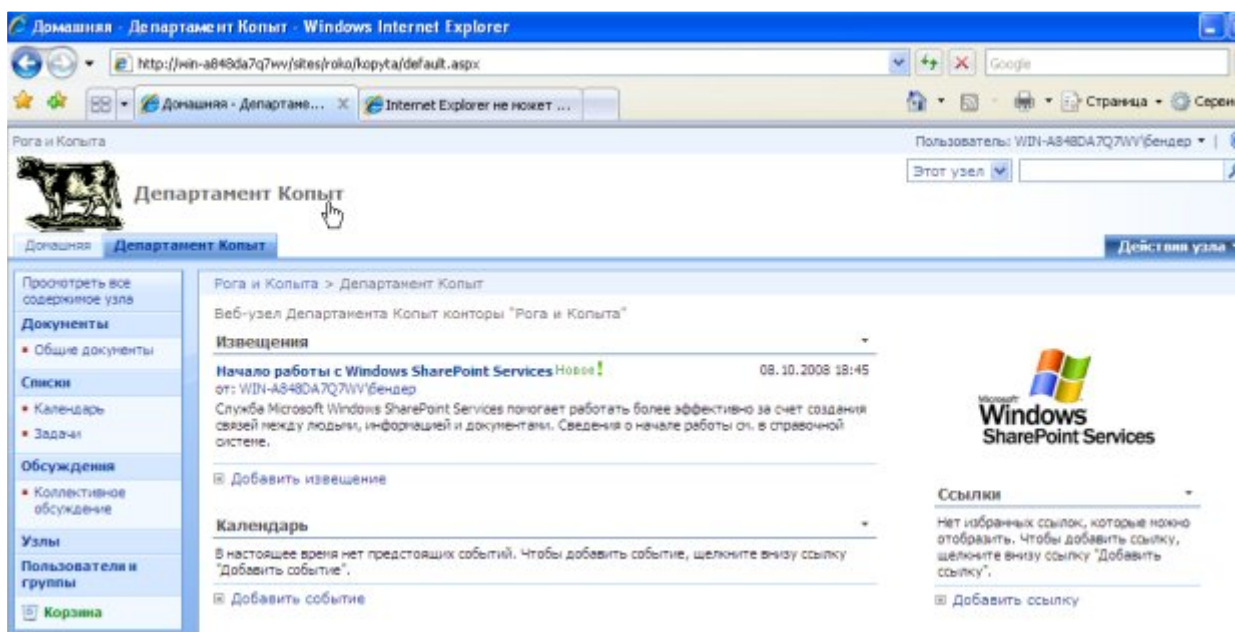 Домашняя - Департамент Копыт - Windows Internet Explorer
http://win-a848da7q7wv/sites/roko/kopyta/default.aspx
Google
Домашняя - Департаме... Internet Explorer не может ...
Страница
Рога и Копыта
Пользователь: WIN-A848DA7Q7WV\бендер
Этот узел
Департамент Копыт
Домашняя Департамент Копыт
Действия узла
Просмотреть все
содержимое узла
Документы
Общие документы
Списки
Календарь
Задачи
Обсуждения
Коллективное
обсуждение
Узлы
Пользователи и
группы
Корзина
Рога и Копыта > Департамент Копыт
Веб-узел Департамента Копыт конторы "Рога и Копыта"
Извещения
Начало работы с Windows SharePoint Services Новое! 08.10.2008 18:45
от: WIN-A848DA7Q7WV\бендер
Служба Microsoft Windows SharePoint Services помогает работать более эффективно за счет создания
связей между людьми, информацией и документами. Сведения о начале работы см. в справочной
системе.
Добавить извещение
Календарь
В настоящее время нет предстоящих событий. Чтобы добавить событие, щелкните внизу ссылку
"Добавить событие".
Добавить событие
Microsoft
Windows
SharePoint Services
Ссылки
Нет избранных ссылок, которые можно
отобразить. Чтобы добавить ссылку,
щелкните внизу ссылку "Добавить
ссылку".
Добавить ссылку